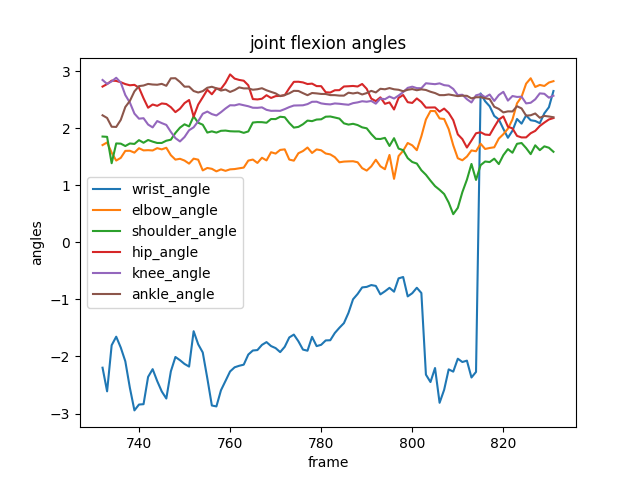 joint flexion angles
3
2
1
0
−1
−2
−3
angles
wrist_angle
elbow_angle
shoulder_angle
hip_angle
knee_angle
ankle_angle
740 760 780 800 820
frame